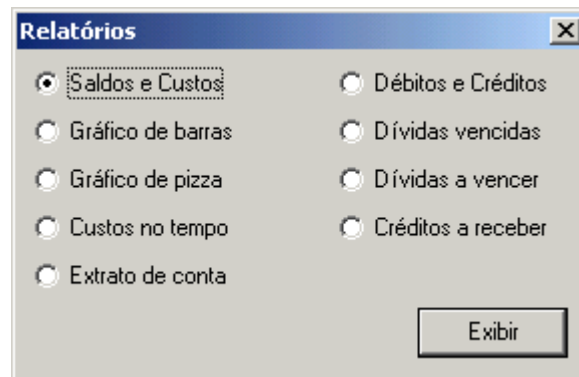 Relatórios
Saldos e Custos
Gráfico de barras
Gráfico de pizza
Custos no tempo
Extrato de conta
Débitos e Créditos
Dívidas vencidas
Dívidas a vencer
Créditos a receber
Exibir